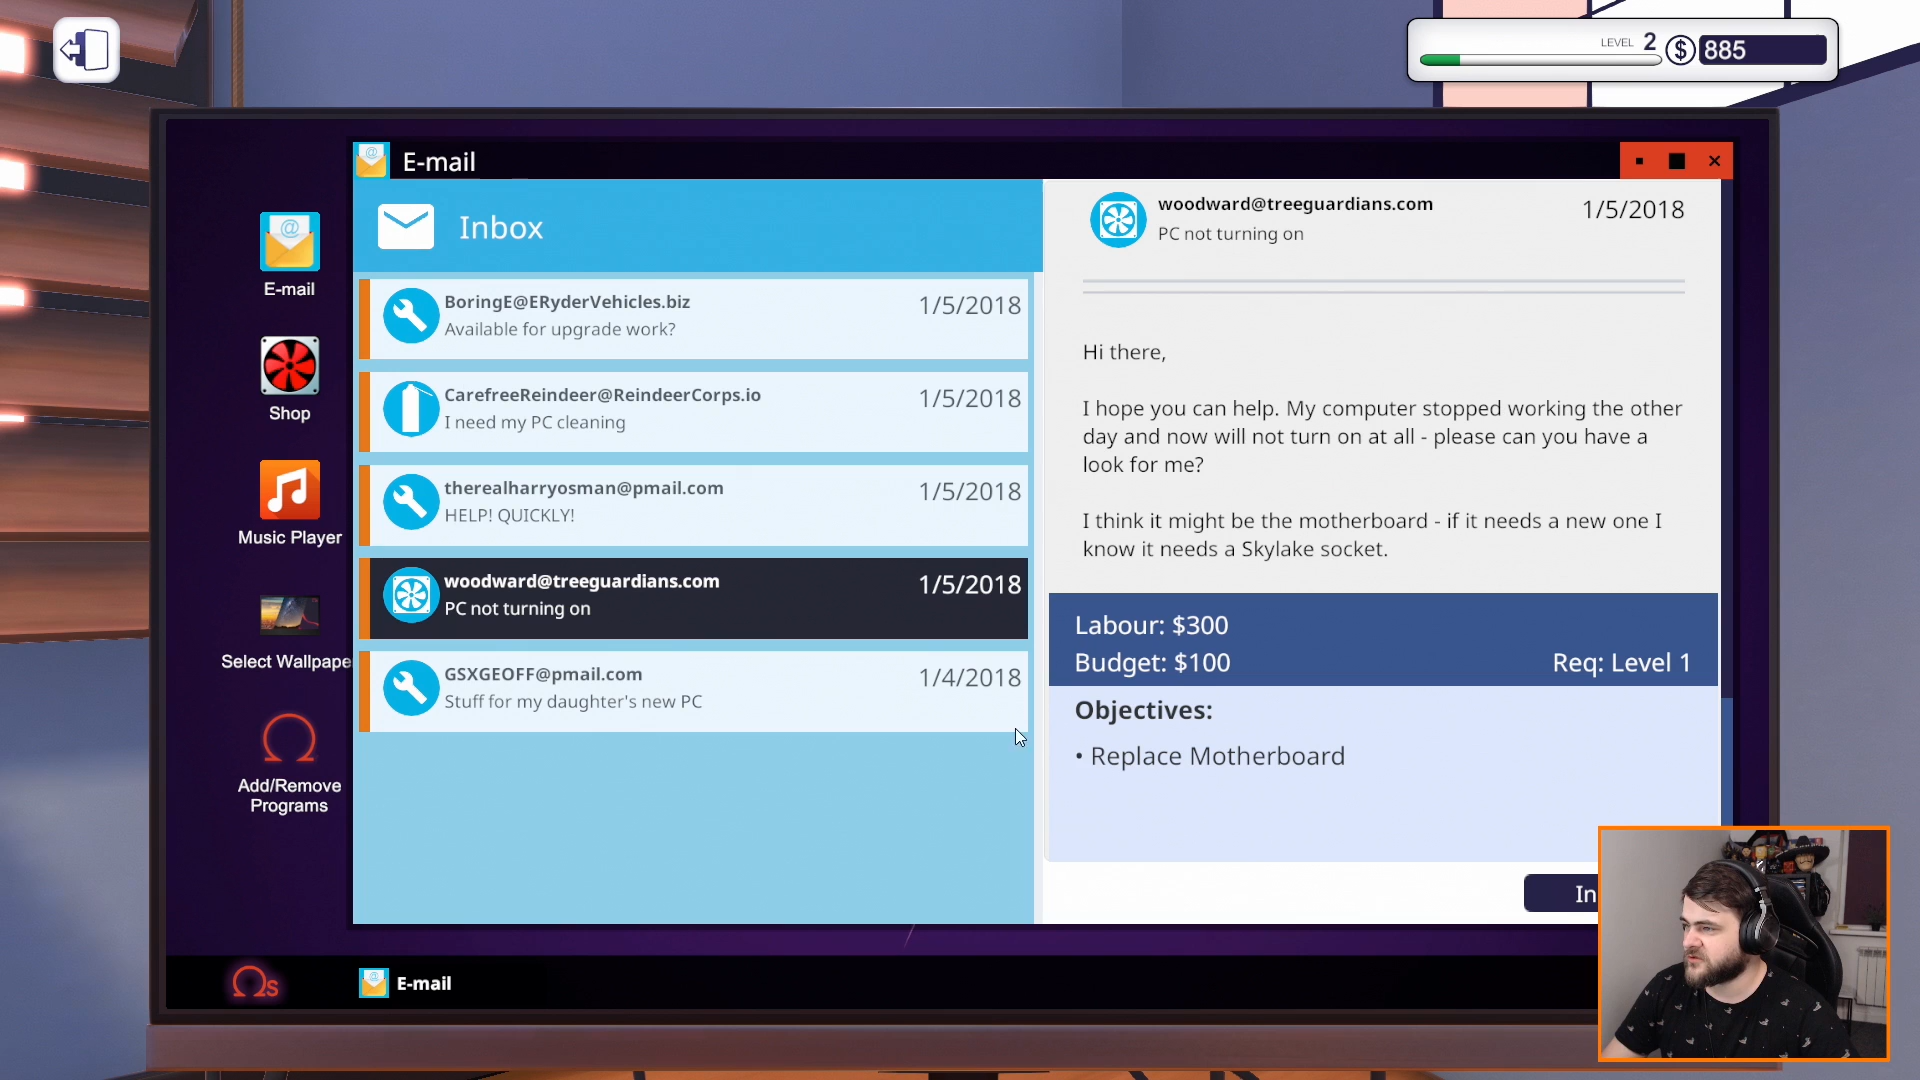 LEVEL 2
$ 885
E-mail
Inbox
BoringE@ERyderVehicles.biz
1/5/2018
Available for upgrade work?
CarefreeReindeer@ReindeerCorps.io
1/5/2018
I need my PC cleaning
therealharryosman@pmail.com
1/5/2018
HELP! QUICKLY!
woodward@treeguardians.com
1/5/2018
PC not turning on
GSXGEOFF@pmail.com
1/4/2018
Stuff for my daughter's new PC
woodward@treeguardians.com
1/5/2018
PC not turning on
Hi there,
I hope you can help. My computer stopped working the other
day and now will not turn on at all - please can you have a
look for me?
I think it might be the motherboard - if it needs a new one I
know it needs a Skylake socket.
Labour: $300
Budget: $100
Req: Level 1
Objectives:
• Replace Motherboard
E-mail
Shop
Music Player
Select Wallpape
Add/Remove
Programs
Ωs
E-mail